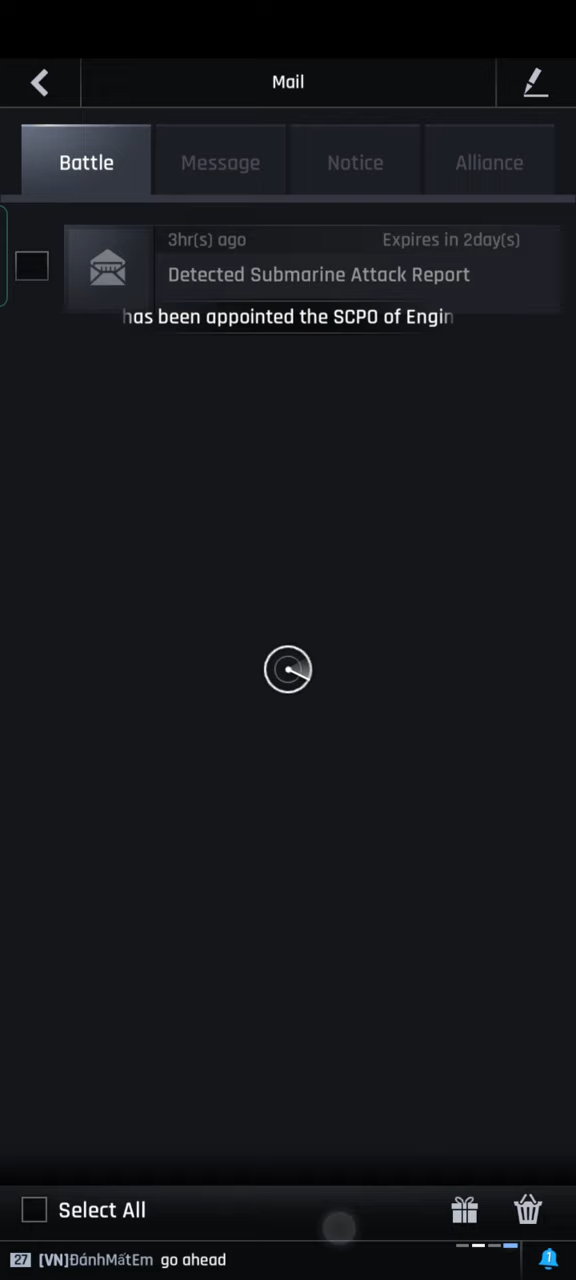 Mail
Battle
Message
Notice
Alliance
3hr(s) ago
Expires in 2day(s)
Detected Submarine Attack Report
has been appointed the SCPO of Engin
Select All
27 [VN]ĐánhMấtEm go ahead
1